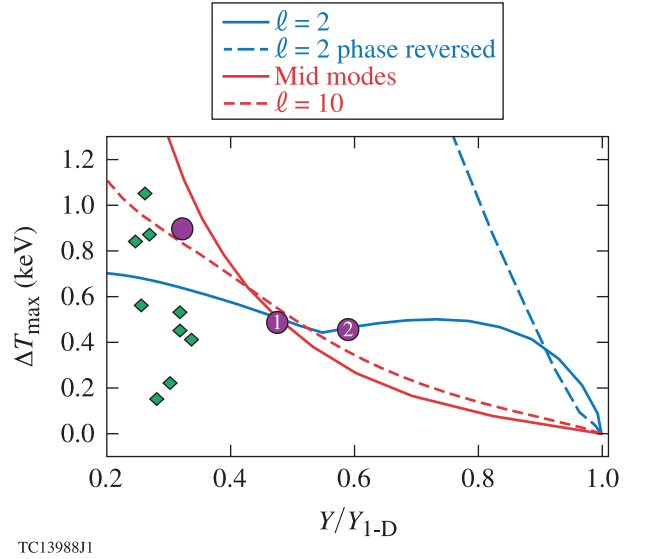 ℓ = 2
ℓ = 2 phase reversed
Mid modes
ℓ = 10
ΔT_max (keV)
1.2
1.0
0.8
0.6
0.4
0.2
0.0
1
2
0.2 0.4 0.6 0.8 1.0
Y/Y_1-D
TC13988J1